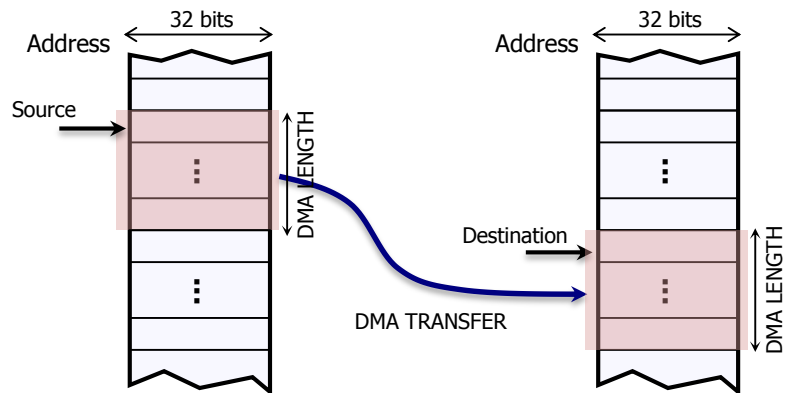 32 bits
Address
Source
DMA LENGTH
DMA TRANSFER
32 bits
Address
Destination
DMA LENGTH